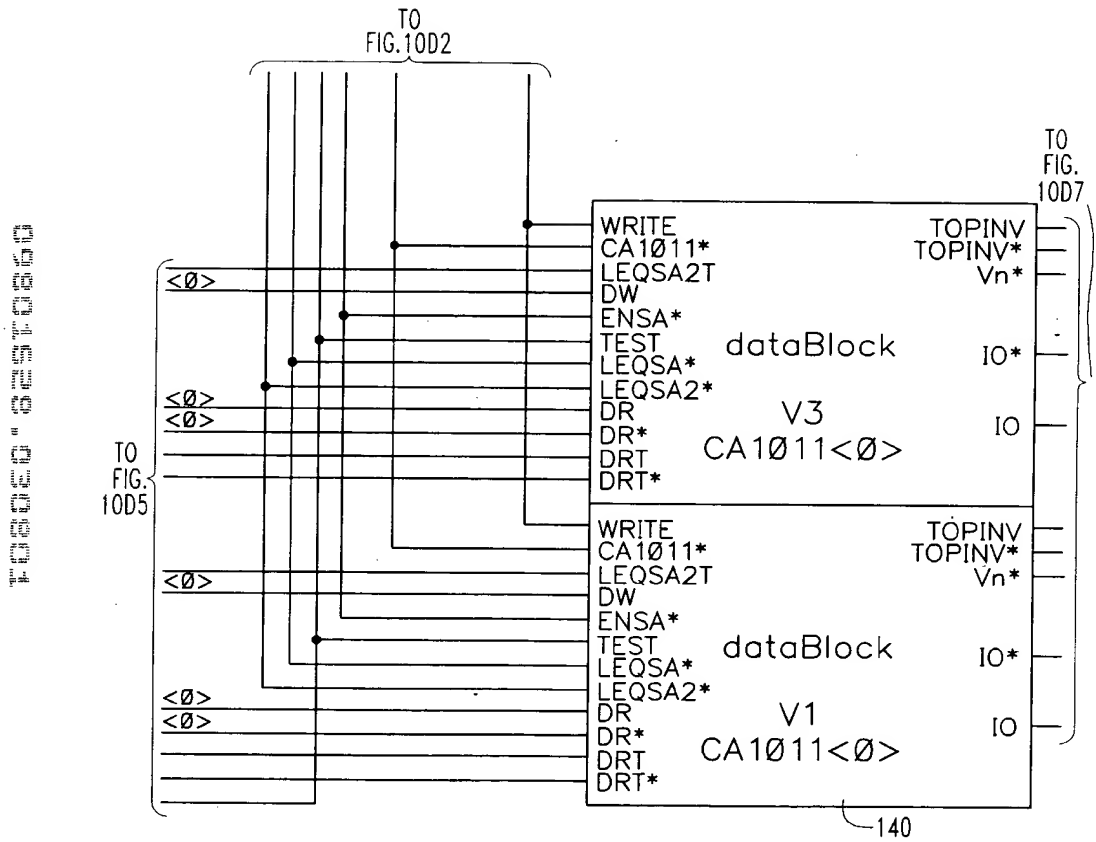 TO
FIG.10D2
TO
FIG.
10D7
WRITE
CA1Ø11*
LEQSA2T
DW
ENSA*
TEST
LEQSA*
LEQSA2*
DR
DR*
DRT
DRT*
dataBlock
V3
CA1Ø11<Ø>
TOPINV
TOPINV*
Vn*
IO*
IO
<Ø>
<Ø>
<Ø>
TO
FIG.
10D5
WRITE
CA1Ø11*
LEQSA2T
DW
ENSA*
TEST
LEQSA*
LEQSA2*
DR
DR*
DRT
DRT*
dataBlock
V1
CA1Ø11<Ø>
TOPINV
TOPINV*
Vn*
IO*
IO
<Ø>
<Ø>
<Ø>
140
09801528.030801